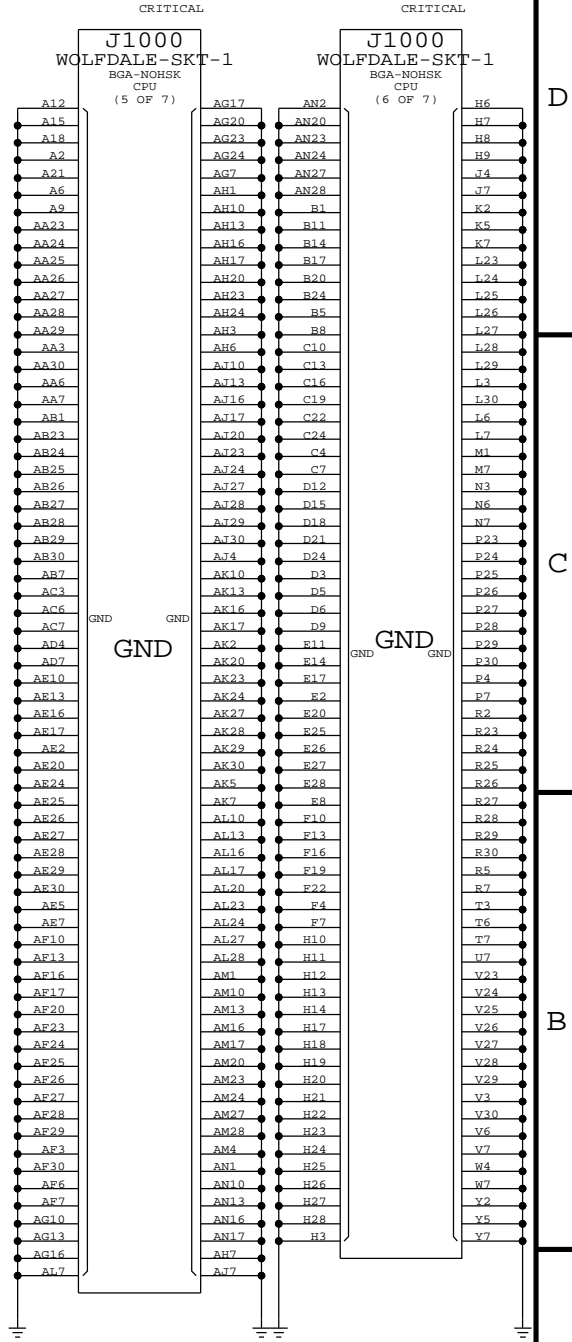 CRITICAL
J1000
WOLFDALE-SKT-1
BGA-NOHSK
CPU
(5 OF 7)
A12
A15
A18
A2
A21
A6
A9
AA23
AA24
AA25
AA26
AA27
AA28
AA29
AA3
AA30
AA6
AA7
AB1
AB23
AB24
AB25
AB26
AB27
AB28
AB29
AB30
AB7
AC3
AC6
AC7
AD4
AD7
AE10
AE13
AE16
AE17
AE2
AE20
AE24
AE25
AE26
AE27
AE28
AE29
AE30
AE5
AE7
AF10
AF13
AF16
AF17
AF20
AF23
AF24
AF25
AF26
AF27
AF28
AF29
AF3
AF30
AF6
AF7
AG10
AG13
AG16
AL7
GND
GND
GND
AG17
AG20
AG23
AG24
AG7
AH1
AH10
AH13
AH16
AH17
AH20
AH23
AH24
AH3
AH6
AJ10
AJ13
AJ16
AJ17
AJ20
AJ23
AJ24
AJ27
AJ28
AJ29
AJ30
AJ4
AK10
AK13
AK16
AK17
AK2
AK20
AK23
AK24
AK27
AK28
AK29
AK30
AK5
AK7
AL10
AL13
AL16
AL17
AL20
AL23
AL24
AL27
AL28
AM1
AM10
AM13
AM16
AM17
AM20
AM23
AM24
AM27
AM28
AM4
AN1
AN10
AN13
AN16
AN17
AH7
AJ7
CRITICAL
J1000
WOLFDALE-SKT-1
BGA-NOHSK
CPU
(6 OF 7)
AN2
AN20
AN23
AN24
AN27
AN28
B1
B11
B14
B17
B20
B24
B5
B8
C10
C13
C16
C19
C22
C24
C4
C7
D12
D15
D18
D21
D24
D3
D5
D6
D9
E11
E14
E17
E2
E20
E25
E26
E27
E28
E8
F10
F13
F16
F19
F22
F4
F7
H10
H11
H12
H13
H14
H17
H18
H19
H20
H21
H22
H23
H24
H25
H26
H27
H28
H3
GND
GND
GND
H6
H7
H8
H9
J4
J7
K2
K5
K7
L23
L24
L25
L26
L27
L28
L29
L3
L30
L6
L7
M1
M7
N3
N6
N7
P23
P24
P25
P26
P27
P28
P29
P30
P4
P7
R2
R23
R24
R25
R26
R27
R28
R29
R30
R5
R7
T3
T6
T7
U7
V23
V24
V25
V26
V27
V28
V29
V3
V30
V6
V7
W4
W7
Y2
Y5
Y7
D
C
B